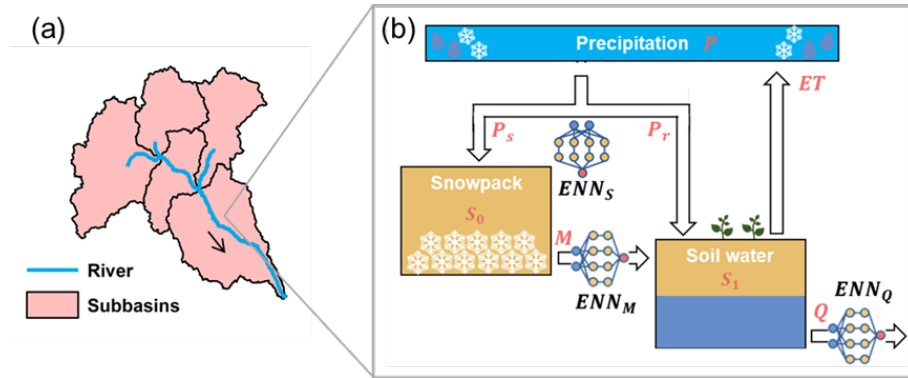 (a)
River
Subbasins
(b)
Precipitation P
P_s
P_r
ET
ENN_S
Snowpack
S_0
M
ENN_M
Soil water
S_1
Q
ENN_Q